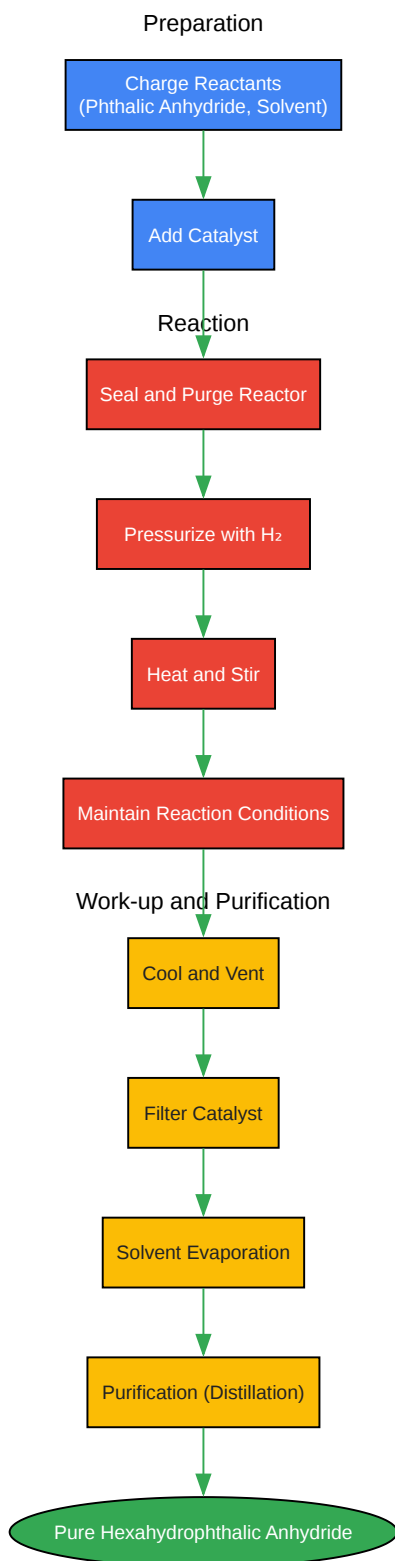 Preparation
Charge Reactants
(Phthalic Anhydride, Solvent)
Add Catalyst
Reaction
Seal and Purge Reactor
Pressurize with H₂
Heat and Stir
Maintain Reaction Conditions
Work-up and Purification
Cool and Vent
Filter Catalyst
Solvent Evaporation
Purification (Distillation)
Pure Hexahydrophthalic Anhydride